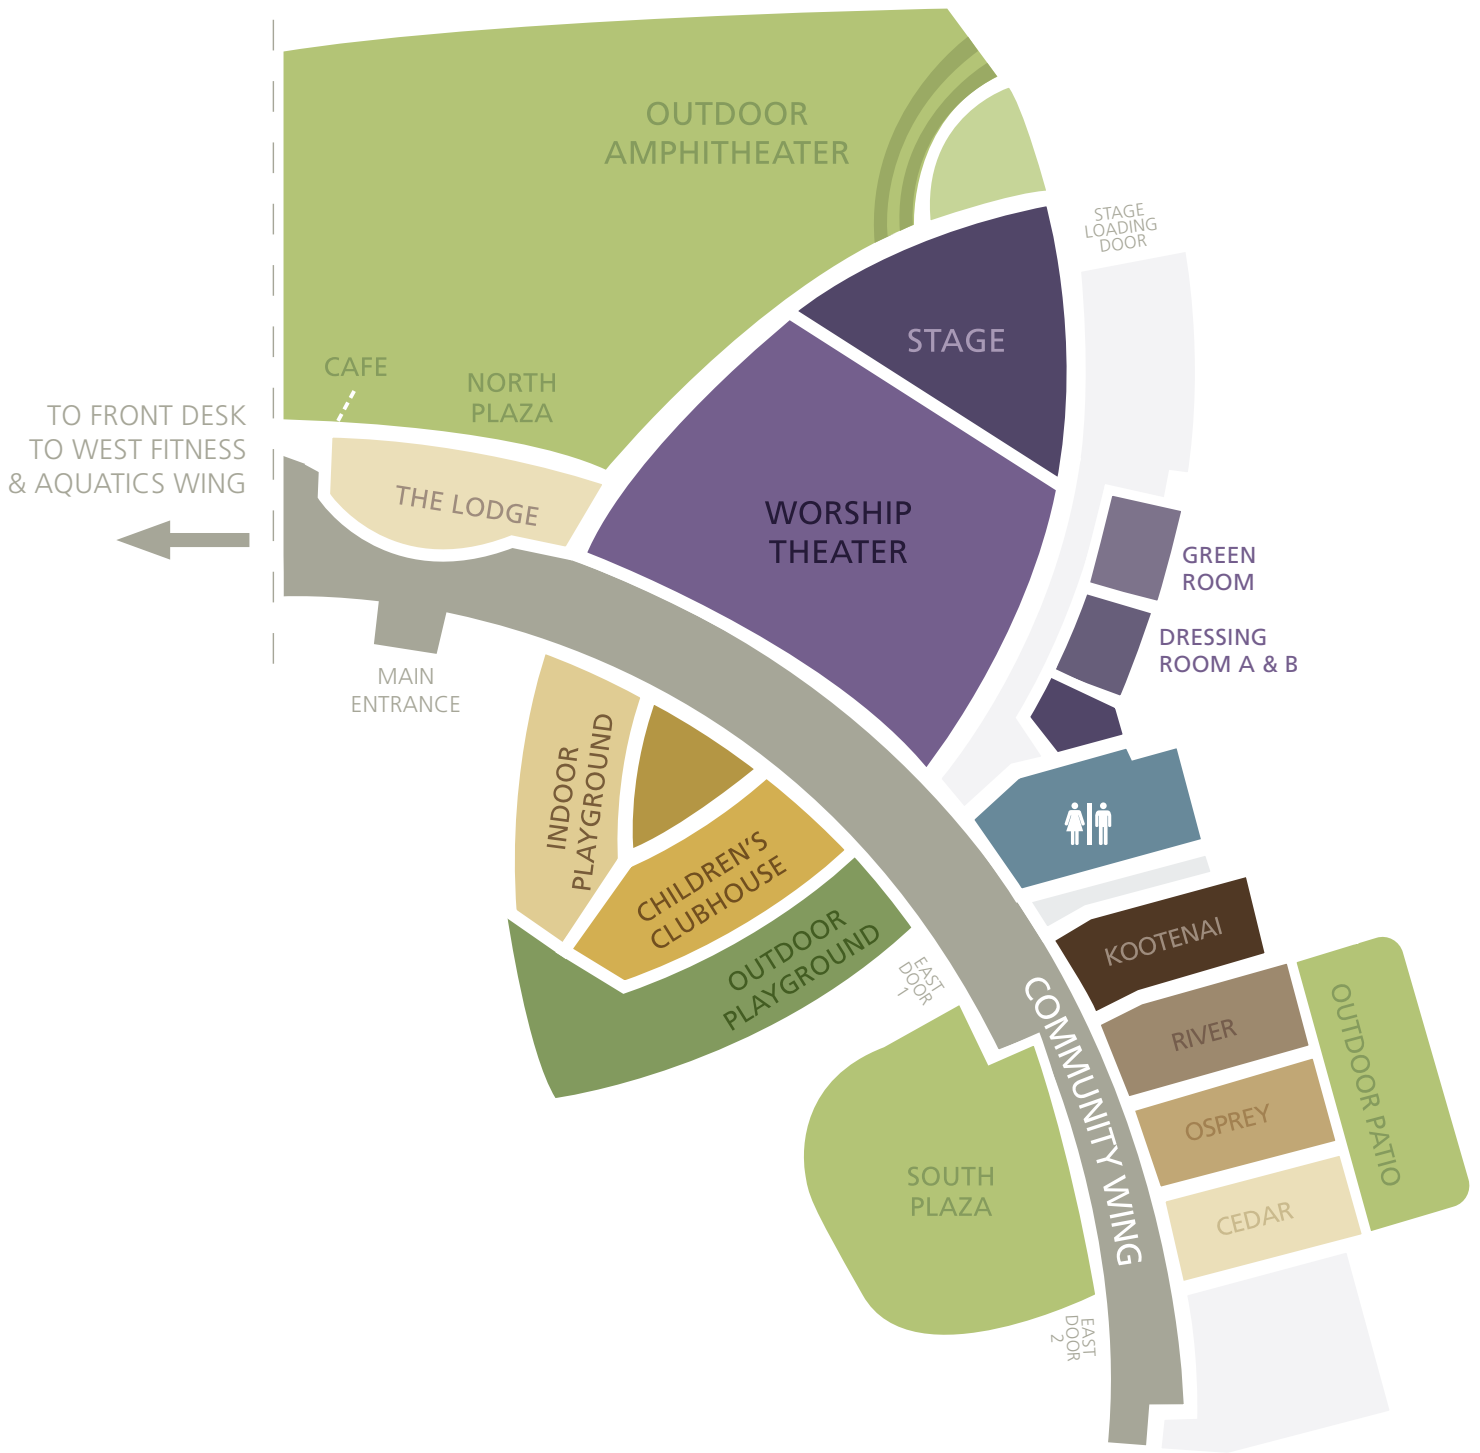 OUTDOOR
AMPHITHEATER
STAGE
LOADING
DOOR
STAGE
CAFE
NORTH
PLAZA
TO FRONT DESK
TO WEST FITNESS
& AQUATICS WING
THE LODGE
WORSHIP
THEATER
GREEN
ROOM
DRESSING
ROOM A & B
MAIN
ENTRANCE
INDOOR
PLAYGROUND
CHILDREN'S
CLUBHOUSE
OUTDOOR
PLAYGROUND
EAST
DOOR
1
KOOTENAI
RIVER
OSPREY
CEDAR
OUTDOOR PATIO
COMMUNITY WING
SOUTH
PLAZA
EAST
DOOR
2